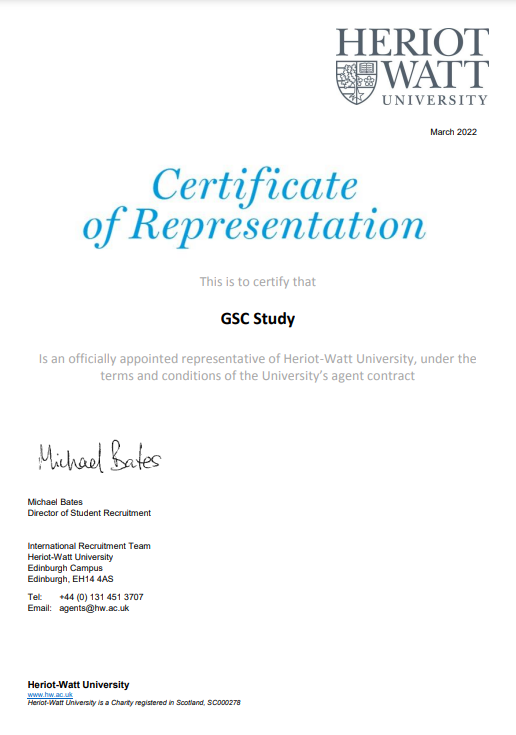 HERIOT
WATT
UNIVERSITY
March 2022
Certificate
of Representation
This is to certify that
GSC Study
Is an officially appointed representative of Heriot-Watt University, under the
terms and conditions of the University's agent contract
Michael Bates
Michael Bates
Director of Student Recruitment
International Recruitment Team
Heriot-Watt University
Edinburgh Campus
Edinburgh, EH14 4AS
Tel: +44 (0) 131 451 3707
Email: agents@hw.ac.uk
Heriot-Watt University
www.hw.ac.uk
Heriot-Watt University is a Charity registered in Scotland, SC000278